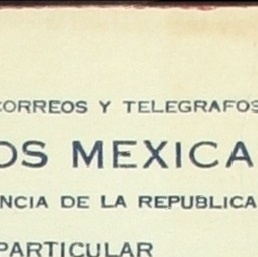 CORREOS Y TELEGRAFOS
OS MEXICA
NCIA DE LA REPUBLICA
PARTICULAR